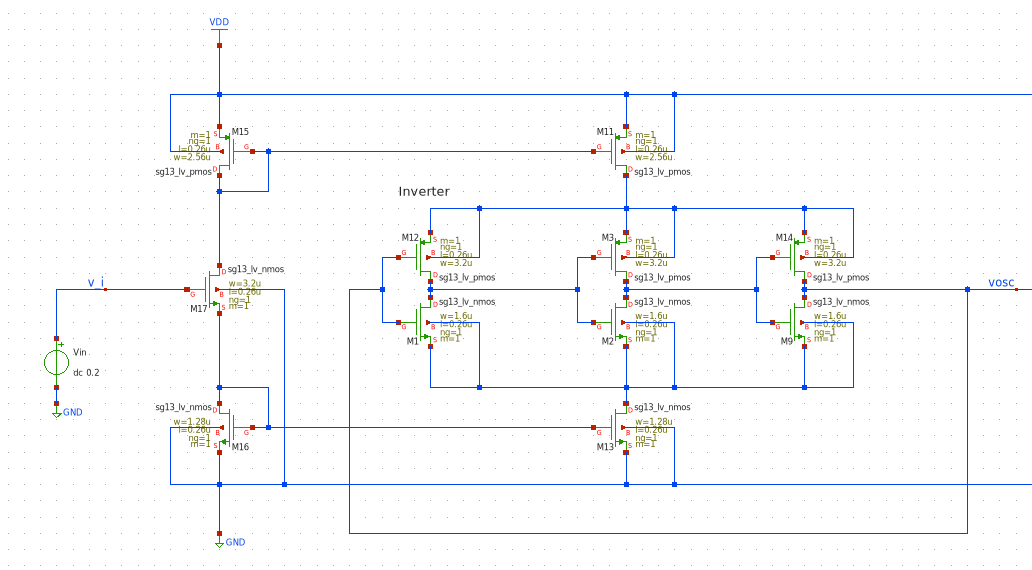 VDD
M15
m=1
ng=1
l=0.26u
w=2.56u
S
B
G
D
sg13_lv_pmos
M11
m=1
ng=1
l=0.26u
w=2.56u
S
G
B
D
sg13_lv_pmos
Inverter
M12
m=1
ng=1
l=0.26u
w=3.2u
S
G
B
D
sg13_lv_pmos
M3
m=1
ng=1
l=0.26u
w=3.2u
S
G
B
D
sg13_lv_pmos
M14
m=1
ng=1
l=0.26u
w=3.2u
S
G
B
D
sg13_lv_pmos
sg13_lv_nmos
w=3.2u
l=0.26u
ng=1
m=1
D
G
B
S
M17
v_i
vosc
sg13_lv_nmos
w=1.6u
l=0.26u
ng=1
m=1
D
G
B
S
M1
sg13_lv_nmos
w=1.6u
l=0.26u
ng=1
m=1
D
G
B
S
M2
sg13_lv_nmos
w=1.6u
l=0.26u
ng=1
m=1
D
G
B
S
M9
+
Vin
dc 0.2
GND
sg13_lv_nmos
w=1.28u
l=0.26u
ng=1
m=1
D
B
G
S
M16
sg13_lv_nmos
w=1.28u
l=0.26u
ng=1
m=1
D
G
B
S
M13
GND